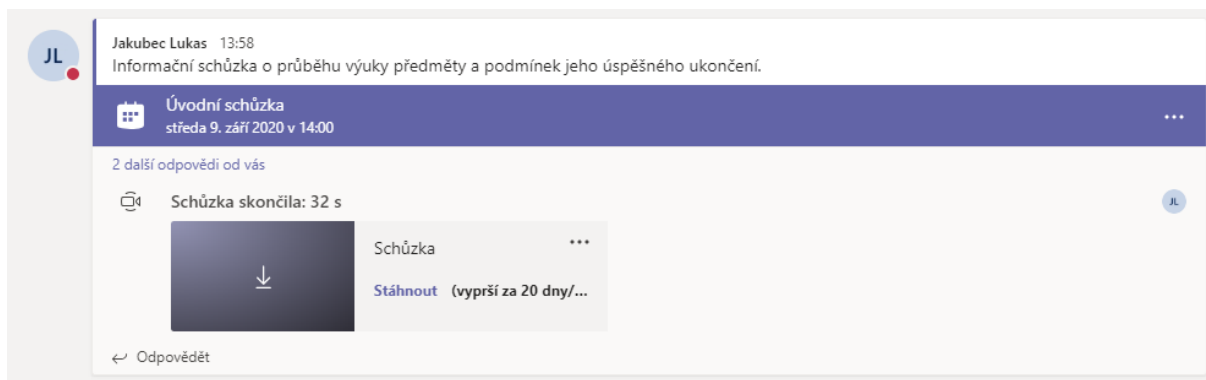 JL
Jakubec Lukas 13:58
Informační schůzka o průběhu výuky předměty a podmínek jeho úspěšného ukončení.
Úvodní schůzka
středa 9. září 2020 v 14:00
2 další odpovědi od vás
Schůzka skončila: 32 s
JL
Schůzka
Stáhnout (vyprší za 20 dny/...
Odpovědět